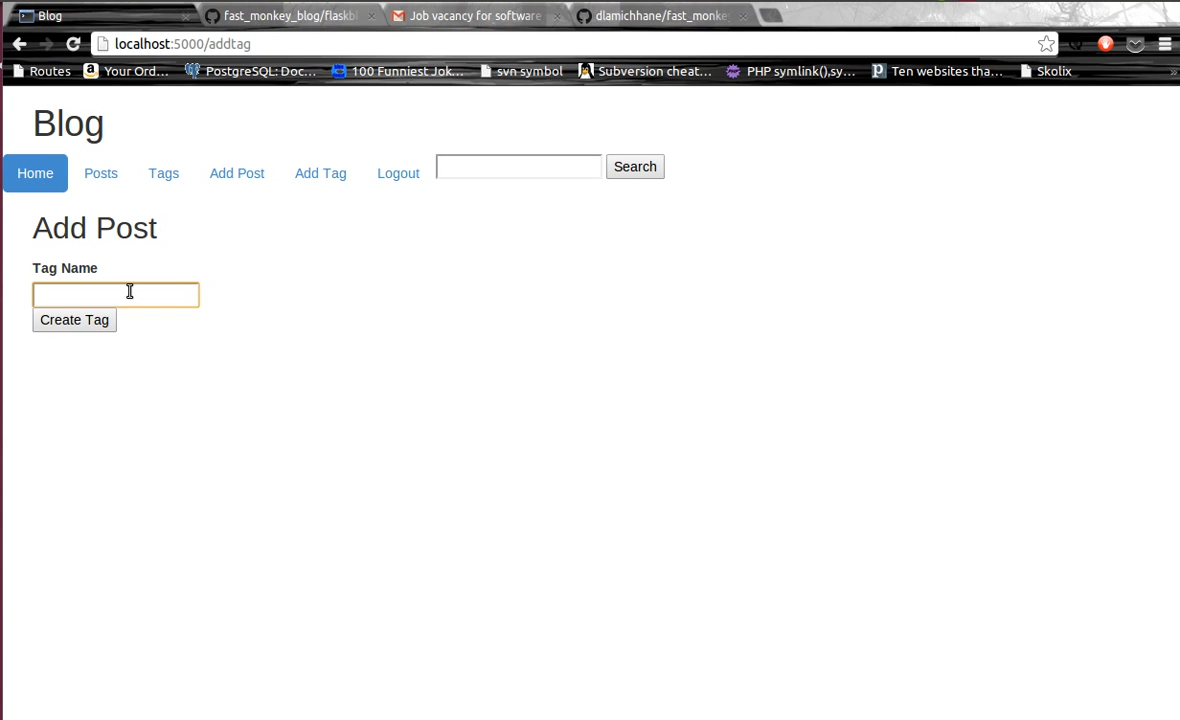 Blog
fast_monkey_blog/flaskbl
Job vacancy for software
dlamichhane/fast_monke
localhost:5000/addtag
Routes
Your Ord...
PostgreSQL: Doc...
100 Funniest Jok...
svn symbol
Subversion cheat...
PHP symlink(),sy...
Ten websites tha...
Skolix
»
Blog
Home Posts Tags Add Post Add Tag Logout Search
Add Post
Tag Name
Create Tag